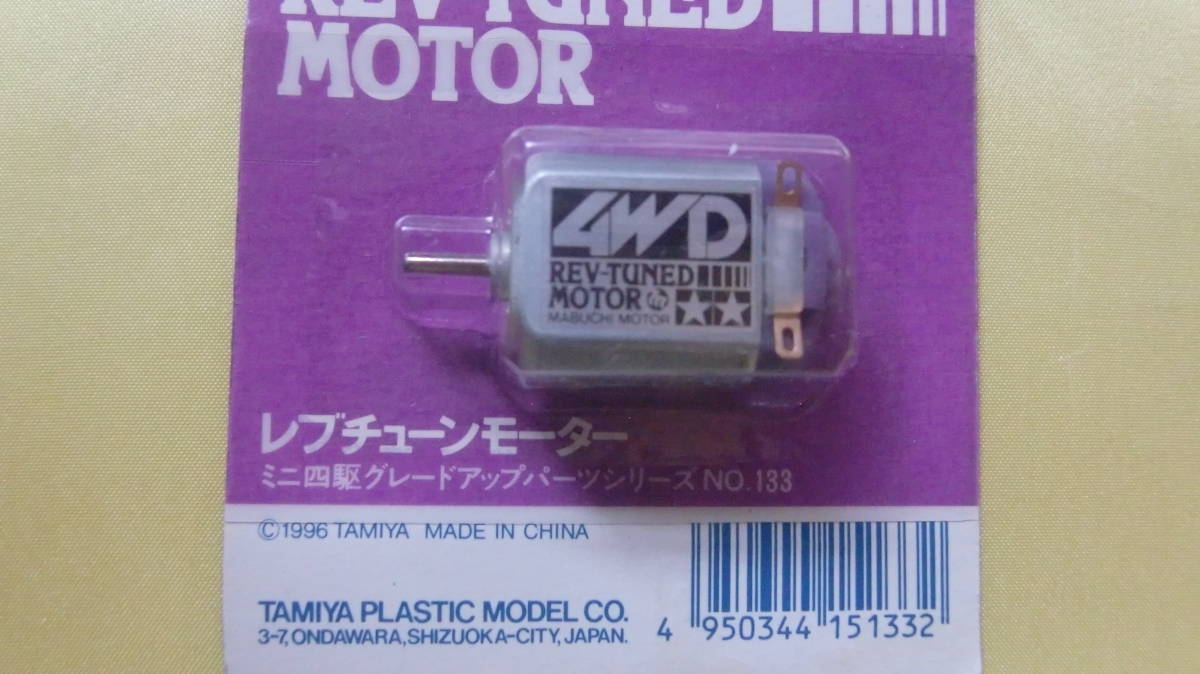 REV-TUNED
MOTOR
4WD
REV-TUNED
MOTOR
MABUCHI MOTOR
レブチューンモーター
ミニ四駆グレードアップパーツシリーズ NO.133
©1996 TAMIYA MADE IN CHINA
TAMIYA PLASTIC MODEL CO.
3-7, ONDAWARA, SHIZUOKA-CITY, JAPAN.
4 950344 151332